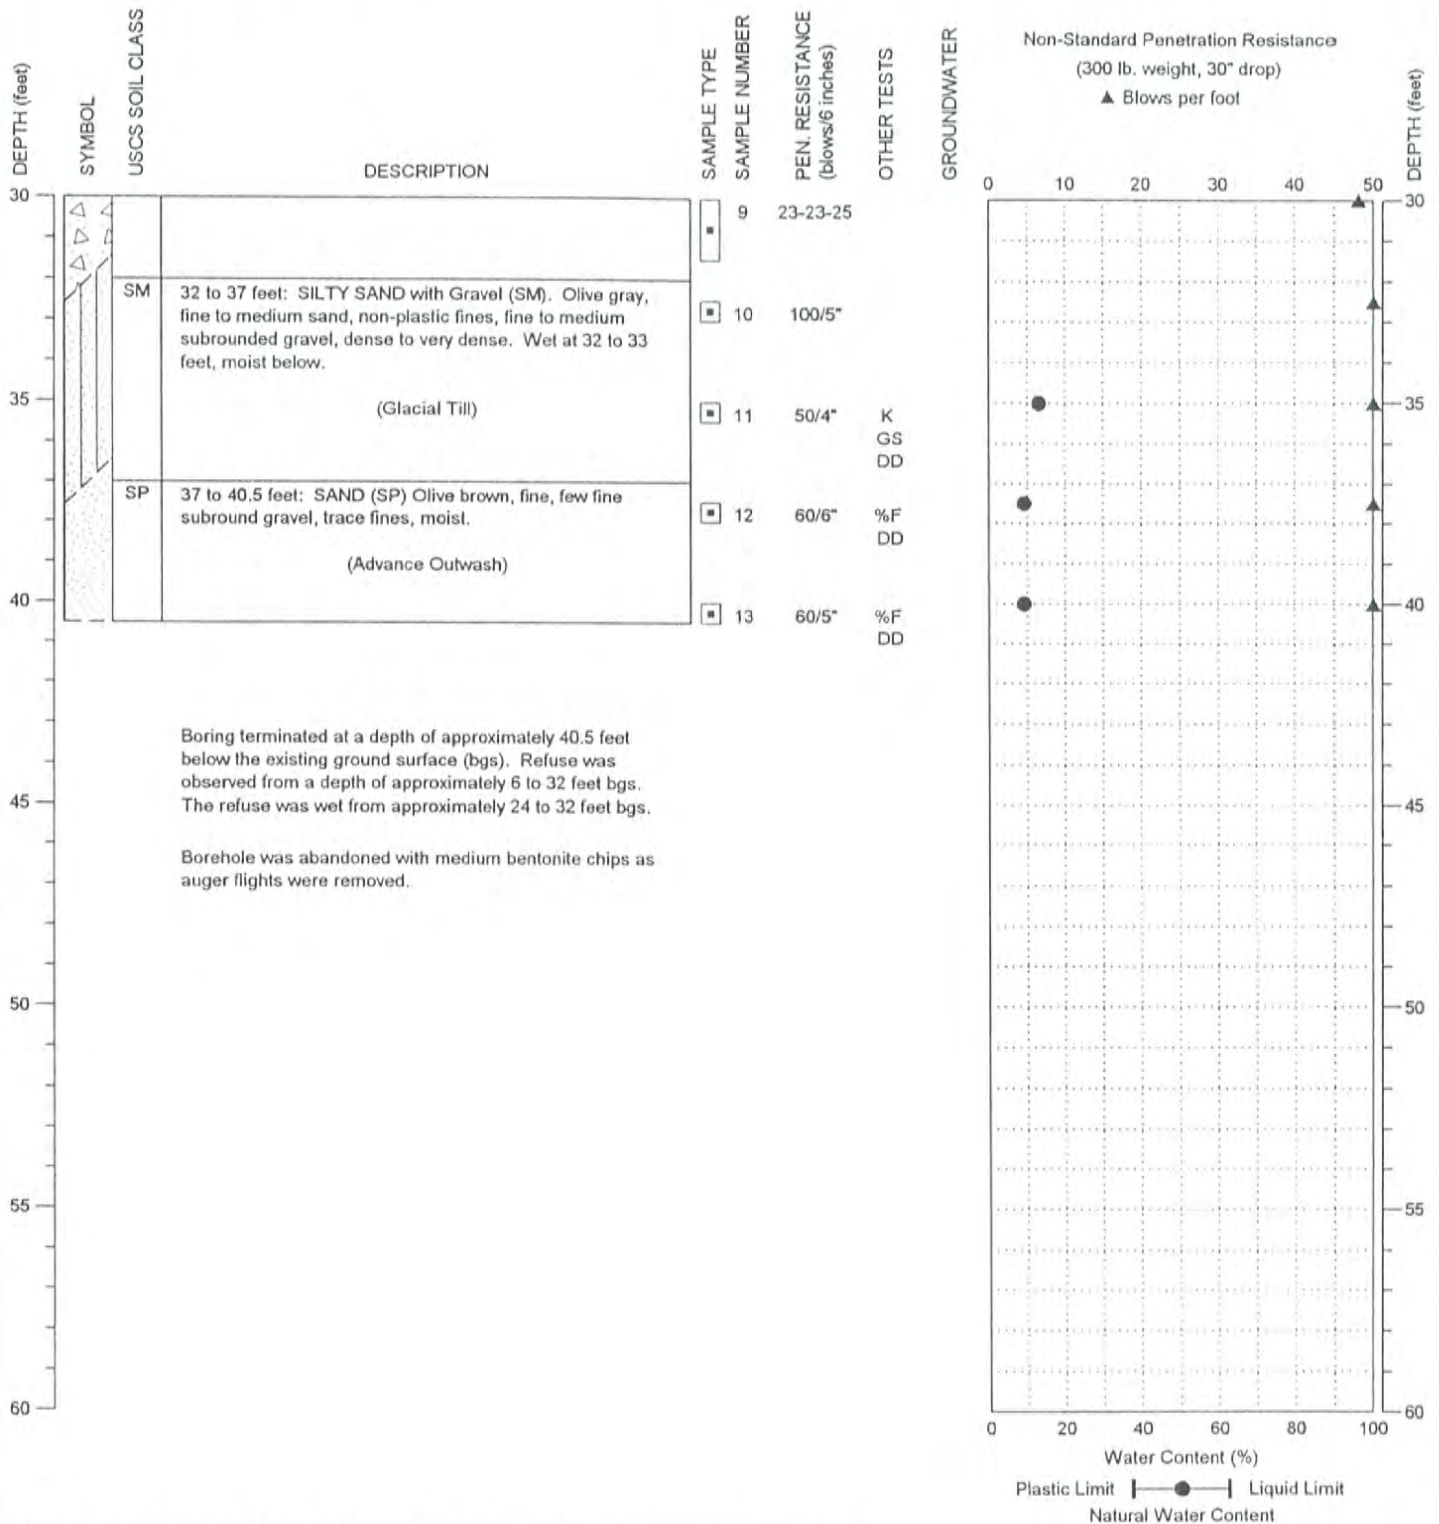 DEPTH (feet)
SYMBOL
USCS SOIL CLASS
DESCRIPTION
SAMPLE TYPE
SAMPLE NUMBER
PEN. RESISTANCE
(blows/6 inches)
OTHER TESTS
GROUNDWATER
Non-Standard Penetration Resistance
(300 lb. weight, 30" drop)
▲ Blows per foot
DEPTH (feet)
0 10 20 30 40 50
30
9 23-23-25
30
SM
32 to 37 feet: SILTY SAND with Gravel (SM). Olive gray,
fine to medium sand, non-plastic fines, fine to medium
subrounded gravel, dense to very dense. Wet at 32 to 33
feet, moist below.
10 100/5"
35
(Glacial Till)
11 50/4" K
GS
DD
35
SP
37 to 40.5 feet: SAND (SP) Olive brown, fine, few fine
subround gravel, trace fines, moist.
12 60/6" %F
DD
(Advance Outwash)
40
13 60/5" %F
DD
40
Boring terminated at a depth of approximately 40.5 feet
below the existing ground surface (bgs). Refuse was
observed from a depth of approximately 6 to 32 feet bgs.
The refuse was wet from approximately 24 to 32 feet bgs.
45
45
Borehole was abandoned with medium bentonite chips as
auger flights were removed.
50
50
55
55
60
60
0 20 40 60 80 100
Water Content (%)
Plastic Limit Liquid Limit
Natural Water Content